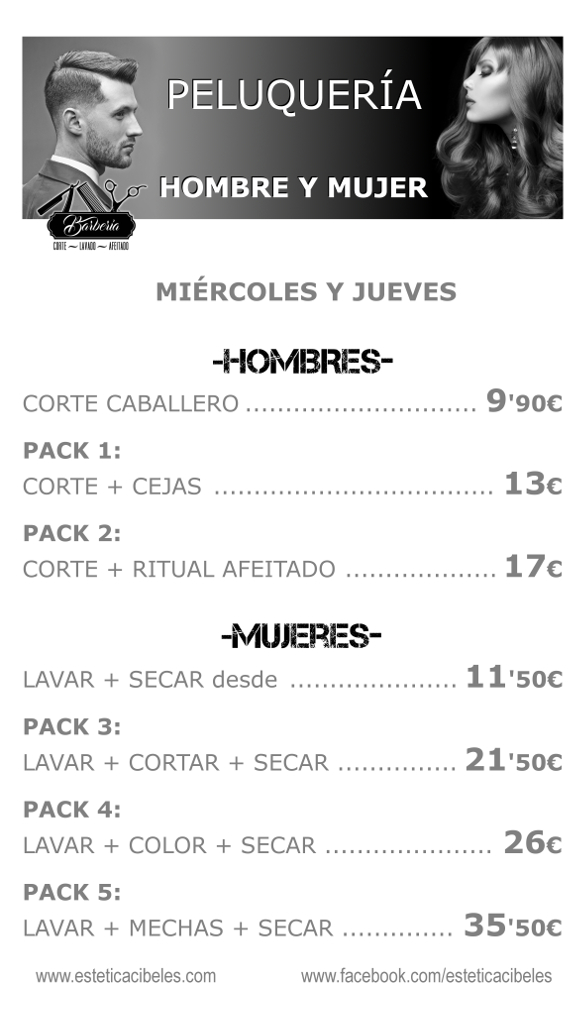 PELUQUERÍA
HOMBRE Y MUJER
Barbería
CORTE ~ LAVADO ~ AFEITADO
MIÉRCOLES Y JUEVES
-HOMBRES-
CORTE CABALLERO ............................. 9'90€
PACK 1:
CORTE + CEJAS ................................... 13€
PACK 2:
CORTE + RITUAL AFEITADO ................... 17€
-MUJERES-
LAVAR + SECAR desde ..................... 11'50€
PACK 3:
LAVAR + CORTAR + SECAR ............... 21'50€
PACK 4:
LAVAR + COLOR + SECAR ..................... 26€
PACK 5:
LAVAR + MECHAS + SECAR .............. 35'50€
www.esteticacibeles.com www.facebook.com/esteticacibeles